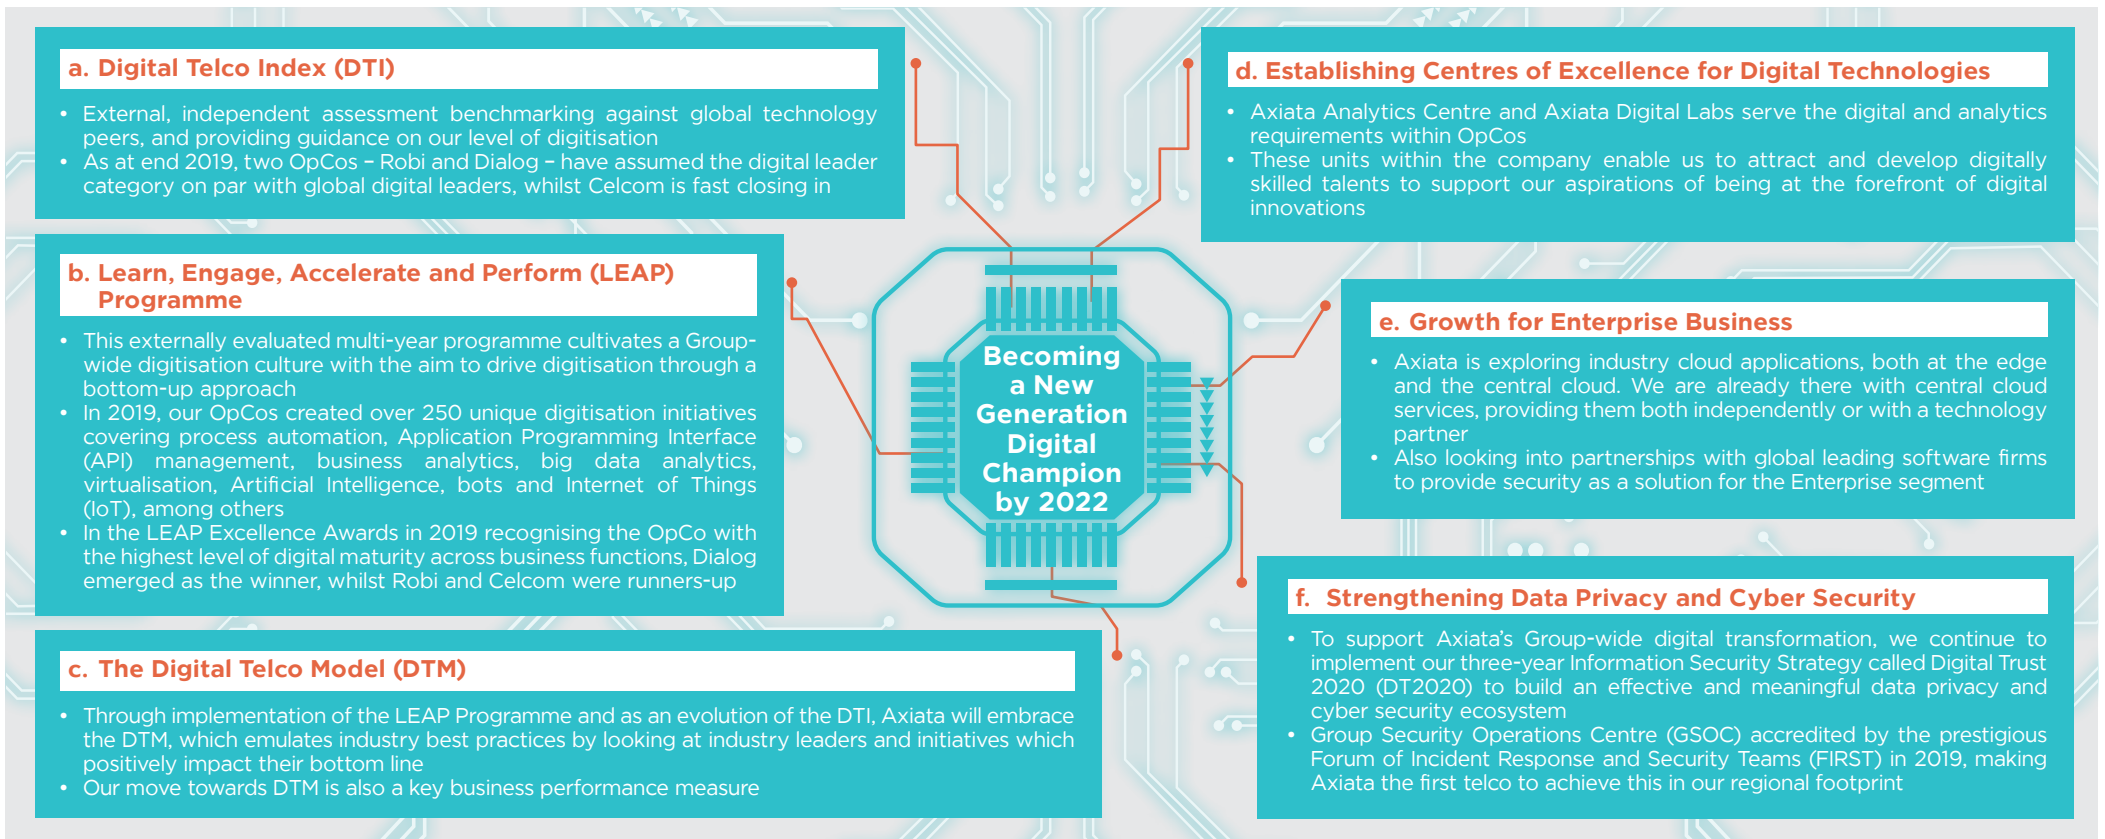 a. Digital Telco Index (DTI)
• External, independent assessment benchmarking against global technology
peers, and providing guidance on our level of digitisation
• As at end 2019, two OpCos – Robi and Dialog – have assumed the digital leader
category on par with global digital leaders, whilst Celcom is fast closing in
b. Learn, Engage, Accelerate and Perform (LEAP)
Programme
• This externally evaluated multi-year programme cultivates a Group-
wide digitisation culture with the aim to drive digitisation through a
bottom-up approach
• In 2019, our OpCos created over 250 unique digitisation initiatives
covering process automation, Application Programming Interface
(API) management, business analytics, big data analytics,
virtualisation, Artificial Intelligence, bots and Internet of Things
(IoT), among others
• In the LEAP Excellence Awards in 2019 recognising the OpCo with
the highest level of digital maturity across business functions, Dialog
emerged as the winner, whilst Robi and Celcom were runners-up
c. The Digital Telco Model (DTM)
• Through implementation of the LEAP Programme and as an evolution of the DTI, Axiata will embrace
the DTM, which emulates industry best practices by looking at industry leaders and initiatives which
positively impact their bottom line
• Our move towards DTM is also a key business performance measure
Becoming
a New
Generation
Digital
Champion
by 2022
d. Establishing Centres of Excellence for Digital Technologies
• Axiata Analytics Centre and Axiata Digital Labs serve the digital and analytics
requirements within OpCos
• These units within the company enable us to attract and develop digitally
skilled talents to support our aspirations of being at the forefront of digital
innovations
e. Growth for Enterprise Business
• Axiata is exploring industry cloud applications, both at the edge
and the central cloud. We are already there with central cloud
services, providing them both independently or with a technology
partner
• Also looking into partnerships with global leading software firms
to provide security as a solution for the Enterprise segment
f. Strengthening Data Privacy and Cyber Security
• To support Axiata's Group-wide digital transformation, we continue to
implement our three-year Information Security Strategy called Digital Trust
2020 (DT2020) to build an effective and meaningful data privacy and
cyber security ecosystem
• Group Security Operations Centre (GSOC) accredited by the prestigious
Forum of Incident Response and Security Teams (FIRST) in 2019, making
Axiata the first telco to achieve this in our regional footprint